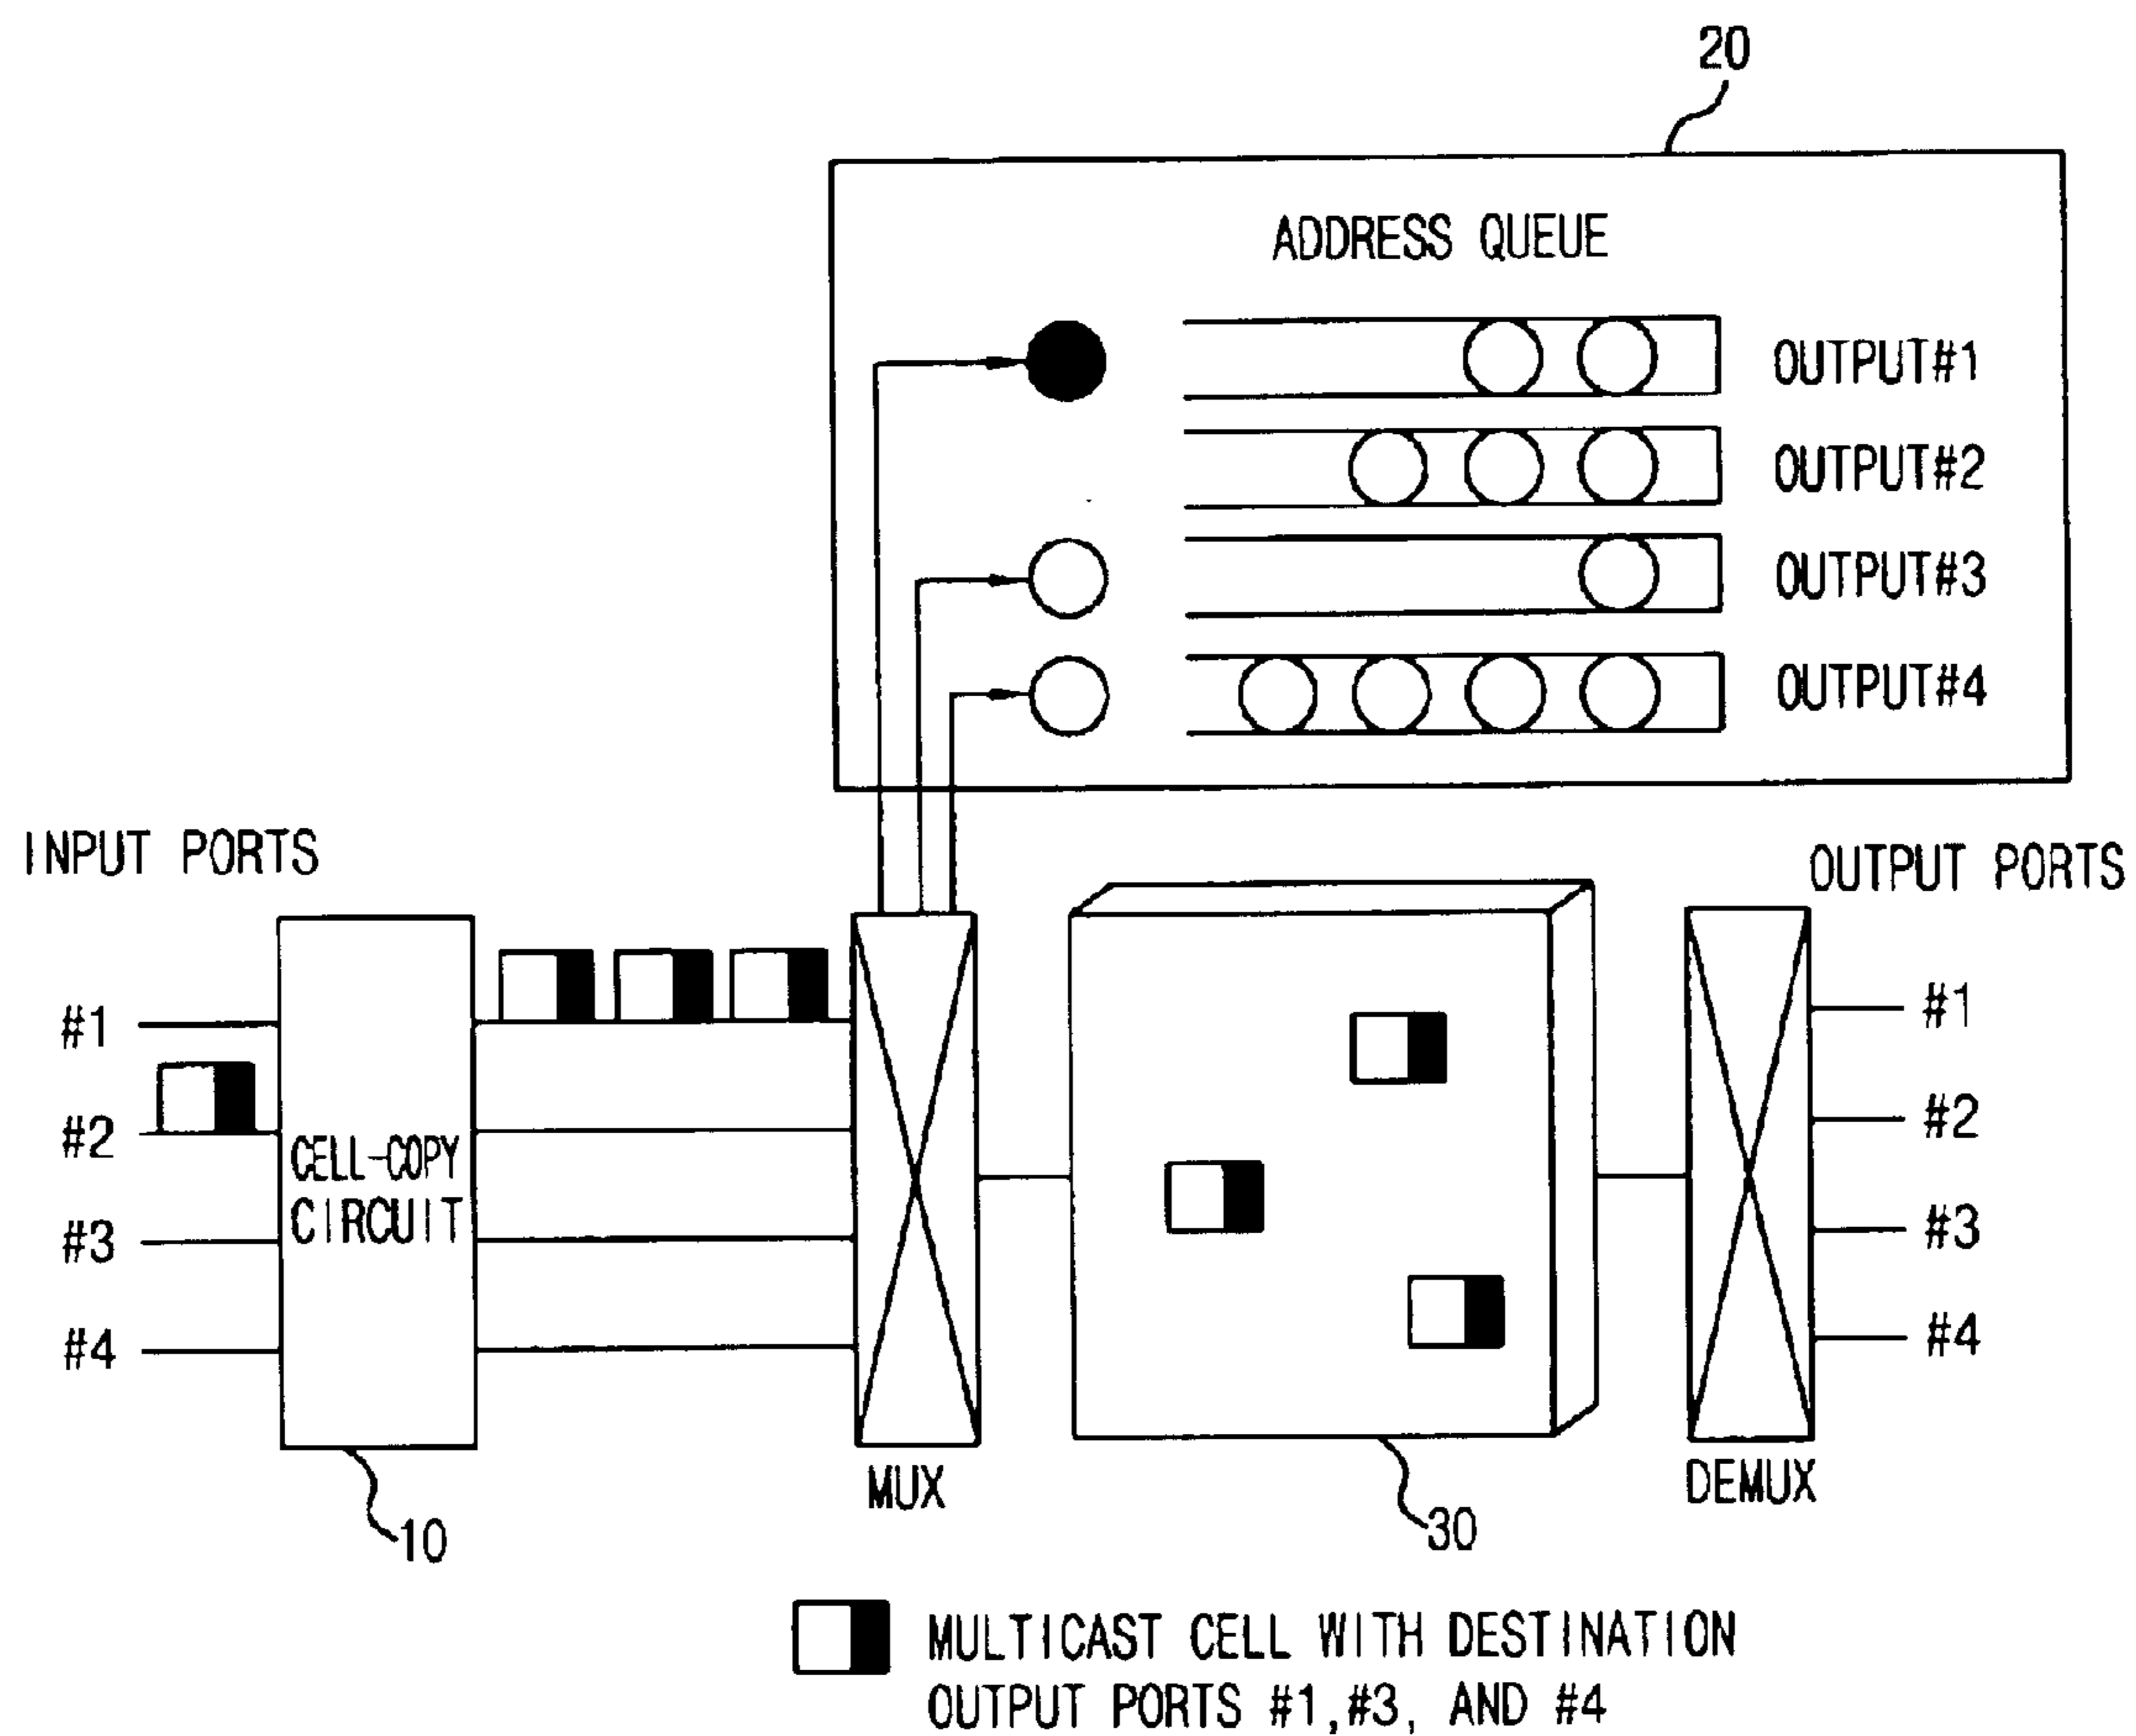 20
ADDRESS QUEUE
OUTPUT#1
OUTPUT#2
OUTPUT#3
OUTPUT#4
INPUT PORTS
OUTPUT PORTS
#1
#2
#3
#4
CELL-COPY
CIRCUIT
#1
#2
#3
#4
MUX
DEMUX
10
30
MULTICAST CELL WITH DESTINATION
OUTPUT PORTS #1,#3, AND #4